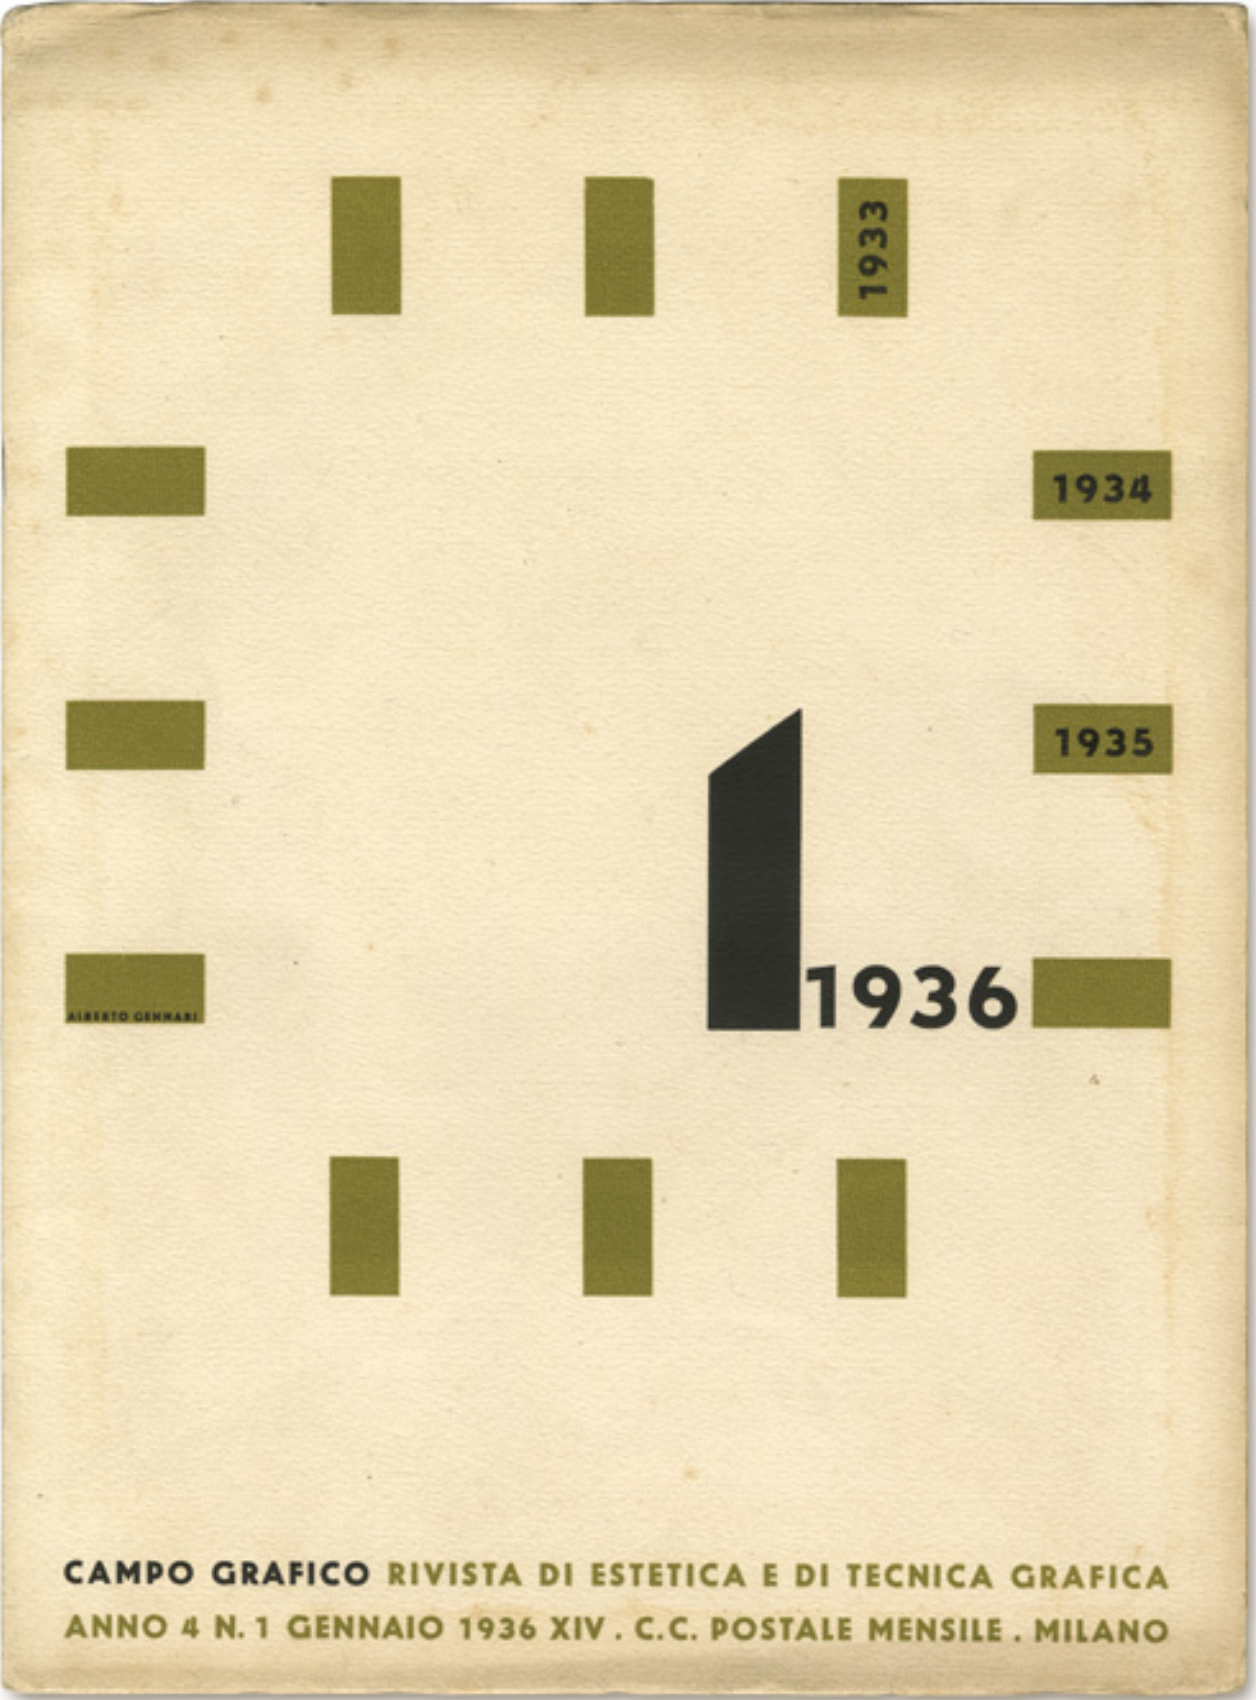 1933
1934
1935
1
1936
ALBERTO GENNARI
CAMPO GRAFICO RIVISTA DI ESTETICA E DI TECNICA GRAFICA
ANNO 4 N. 1 GENNAIO 1936 XIV . C.C. POSTALE MENSILE . MILANO